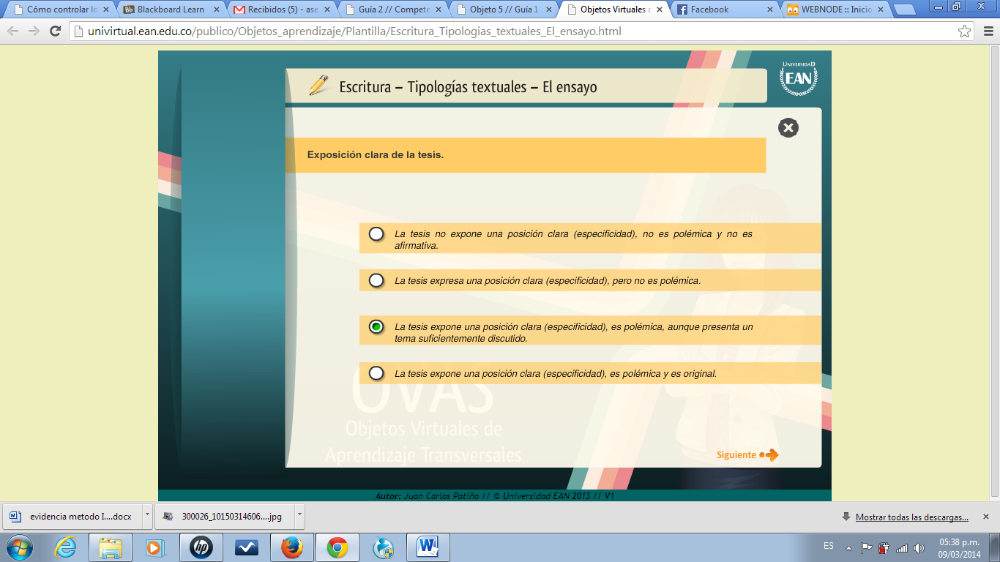 Cómo controlar lo
Blackboard Learn
Recibidos (5) - ase
Guía 2 // Compete
Objeto 5 // Guía 1
Objetos Virtuales
Facebook
WEBNODE :: Inicio
univirtual.ean.edu.co/publico/Objetos_aprendizaje/Plantilla/Escritura_Tipologias_textuales_El_ensayo.html
Escritura – Tipologías textuales – El ensayo
UNIVERSIDAD
EAN
Exposición clara de la tesis.
La tesis no expone una posición clara (especificidad), no es polémica y no es
afirmativa.
La tesis expresa una posición clara (especificidad), pero no es polémica.
La tesis expone una posición clara (especificidad), es polémica, aunque presenta un
tema suficientemente discutido.
La tesis expone una posición clara (especificidad), es polémica y es original.
OVAS
Objetos Virtuales de
Aprendizaje Transversales
Siguiente
Autor: Juan Carlos Patiño // © Universidad EAN 2013 // V1
evidencia metodo I....docx
300026_10150314606....jpg
Mostrar todas las descargas...
hp
ES
05:38 p.m.
09/03/2014